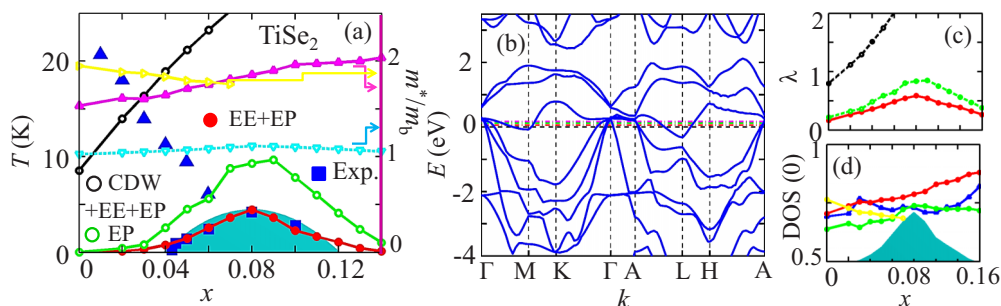 TiSe2
(a)
20
10
0
T (K)
EE+EP
CDW
+EE+EP
EP
Exp.
2
1
0
m*/mb
0
0.04
0.08
0.12
x
(b)
E (eV)
2
0
-2
-4
Γ
M
K
Γ
A
L
H
A
k
(c)
λ
2
1
0
(d)
DOS (0)
0.5
0
0.08
0.16
x